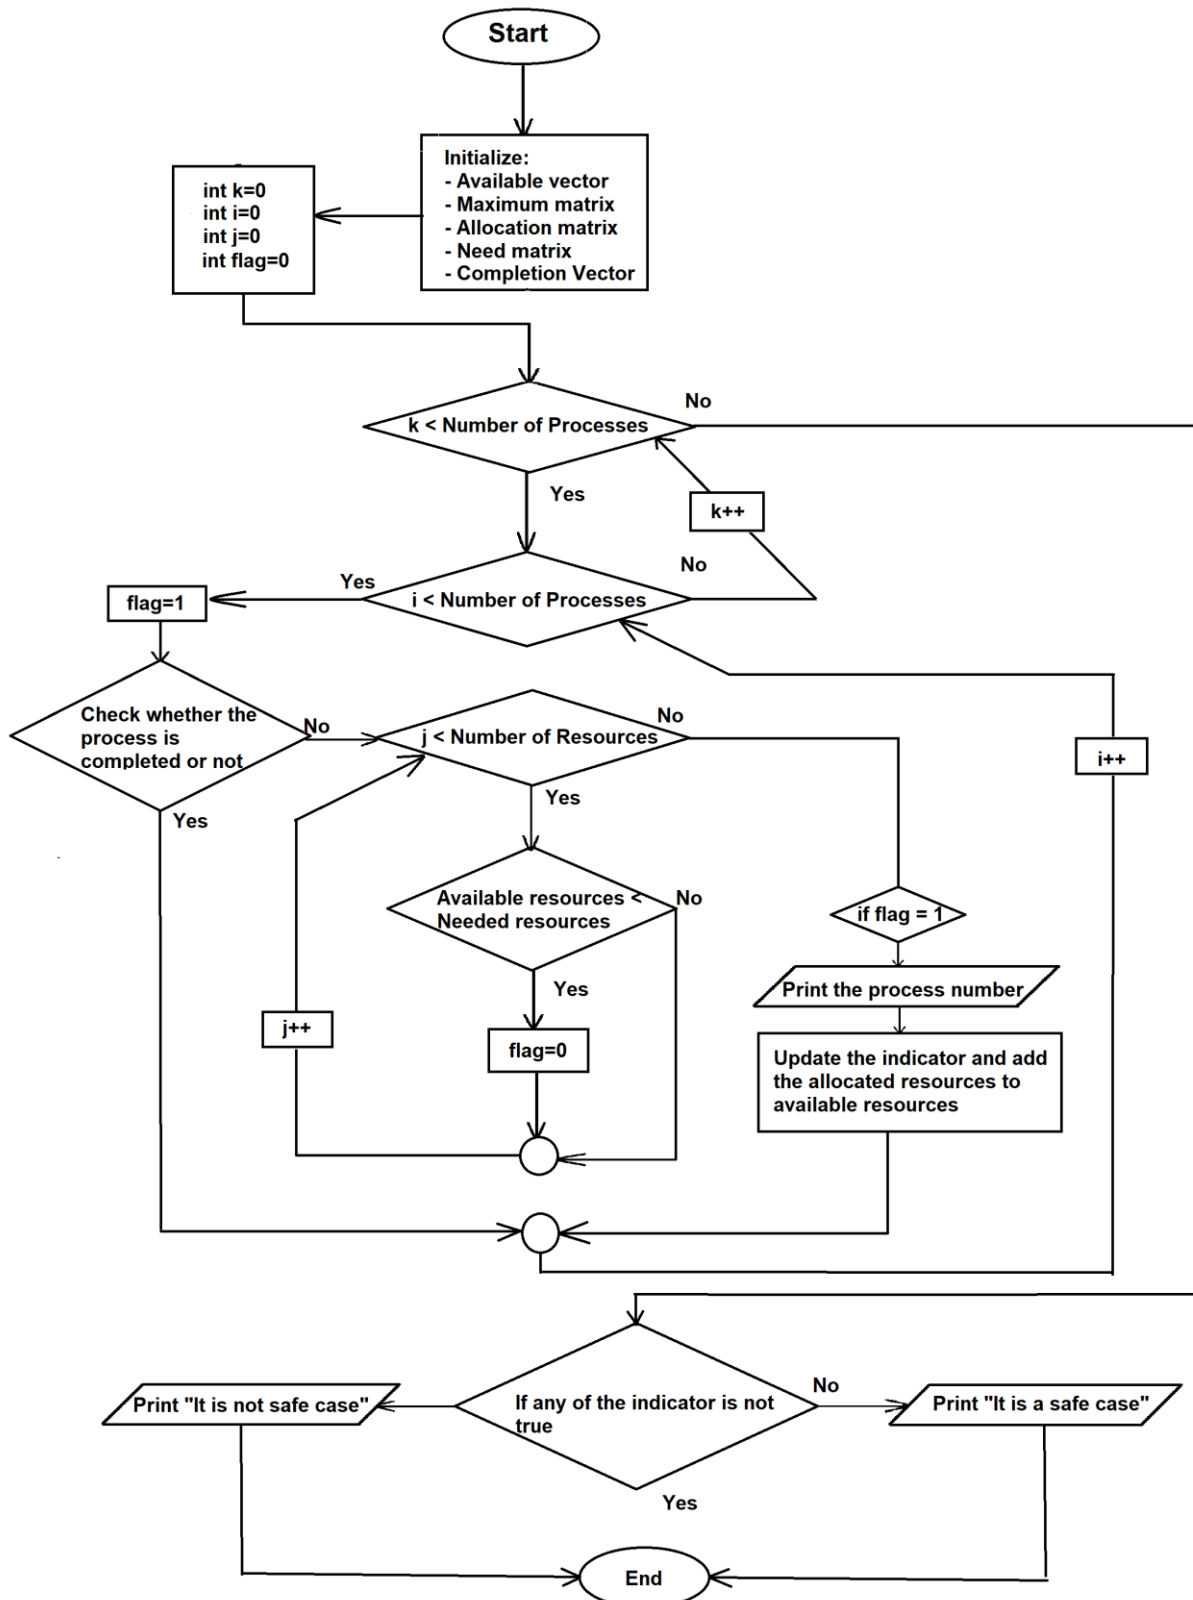 Start
Initialize:
- Available vector
- Maximum matrix
- Allocation matrix
- Need matrix
- Completion Vector
int k=0
int i=0
int j=0
int flag=0
k < Number of Processes
No
Yes
k++
i < Number of Processes
No
Yes
flag=1
Check whether the
process is
completed or not
No
Yes
j < Number of Resources
No
Yes
i++
Available resources <
Needed resources
No
Yes
flag=0
j++
if flag = 1
Print the process number
Update the indicator and add
the allocated resources to
available resources
If any of the indicator is not
true
No
Yes
Print "It is not safe case"
Print "It is a safe case"
End